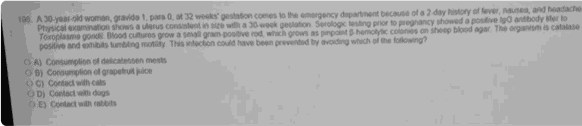 196. A 30-year-old woman, gravida 1, para 0, at 32 weeks' gestation comes to the emergency department because of a 2-day history of fever, nausea, and headache
Physical examination shows a uterus consistent in size with a 30-week gestation. Serologic testing prior to pregnancy showed a positive IgG antibody titer to
Toxoplasma gondii. Blood cultures grow a small gram-positive rod, which grows as pinpoint β-hemolytic colonies on sheep blood agar. The organism is catalase
positive and exhibits tumbling motility. This infection could have been prevented by avoiding which of the following?
A) Consumption of delicatessen meats
B) Consumption of grapefruit juice
C) Contact with cats
D) Contact with dogs
E) Contact with rabbits